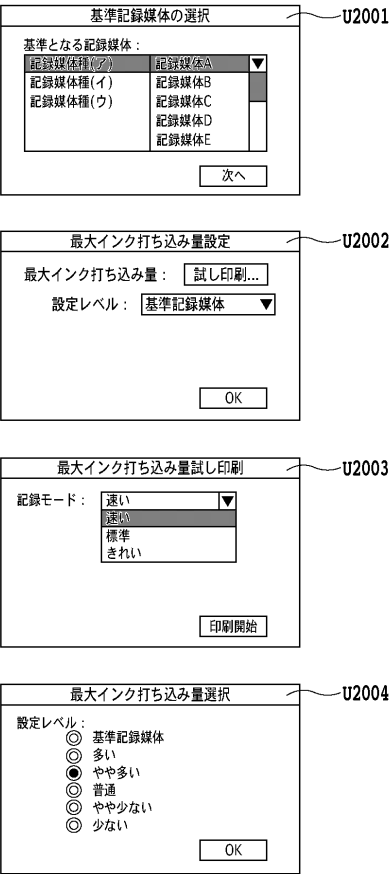 基準記録媒体の選択
U2001
基準となる記録媒体:
記録媒体種(ア) 記録媒体A
記録媒体種(イ) 記録媒体B
記録媒体種(ウ) 記録媒体C
記録媒体D
記録媒体E
次へ
最大インク打ち込み量設定
U2002
最大インク打ち込み量: 試し印刷...
設定レベル: 基準記録媒体
OK
最大インク打ち込み量試し印刷
U2003
記録モード: 速い
速い
標準
きれい
印刷開始
最大インク打ち込み量選択
U2004
設定レベル:
基準記録媒体
多い
やや多い
普通
やや少ない
少ない
OK